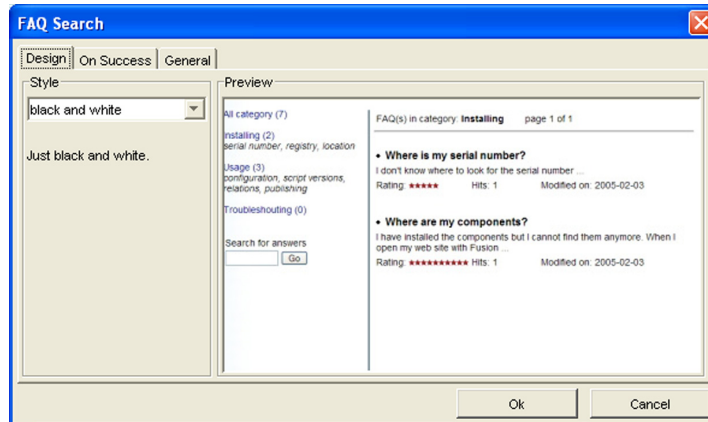 FAQ Search
Design On Success General
Style
black and white
Just black and white.
Preview
All category (7)
Installing (2)
serial number, registry, location
Usage (3)
configuration, script versions,
relations, publishing
Troubleshouting (0)
Search for answers
Go
FAQ(s) in category: Installing page 1 of 1
• Where is my serial number?
I don't know where to look for the serial number ...
Rating: ★★★★★ Hits: 1 Modified on: 2005-02-03
• Where are my components?
I have installed the components but I cannot find them anymore. When I
open my web site with Fusion ...
Rating: ★★★★★★★★★★ Hits: 1 Modified on: 2005-02-03
Ok Cancel